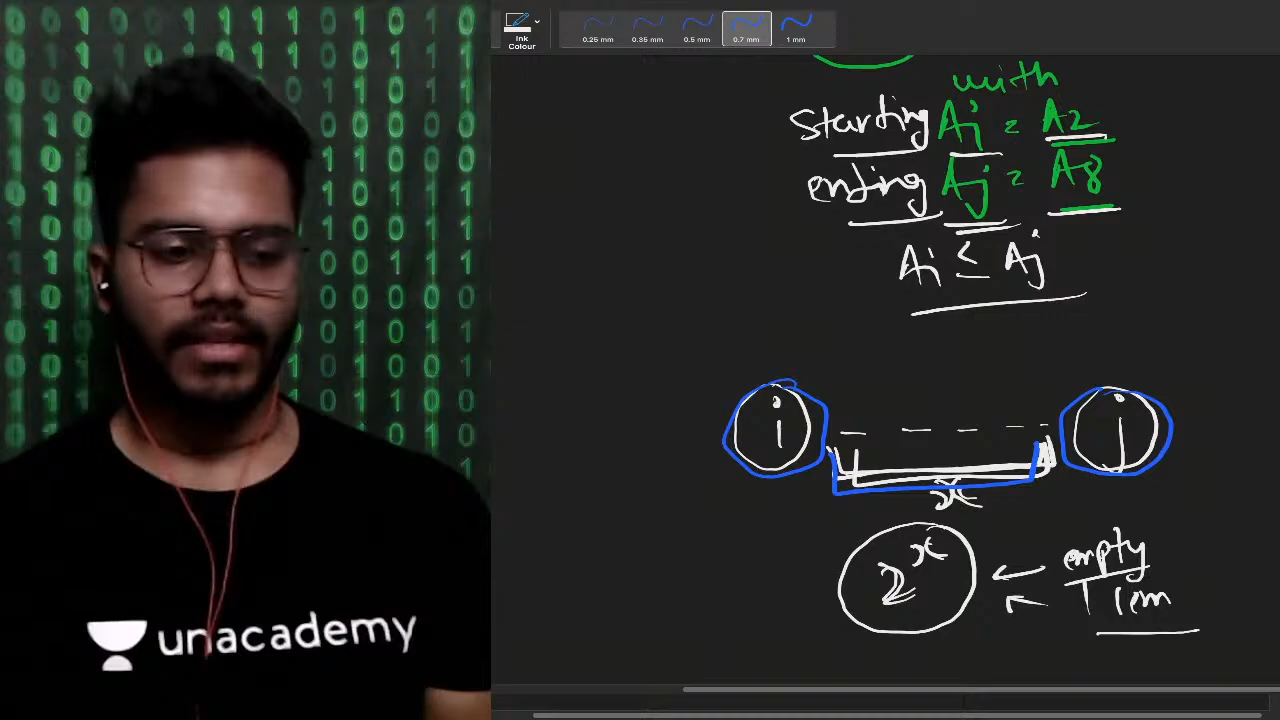 Ink
Colour
0.25 mm 0.35 mm 0.5 mm 0.7 mm 1 mm
with
starting Ai = A2
ending Aj = A8
Ai ≤ Aj
i _ _ _ _ j
x
2^x ← empty
← 1 em
unacademy